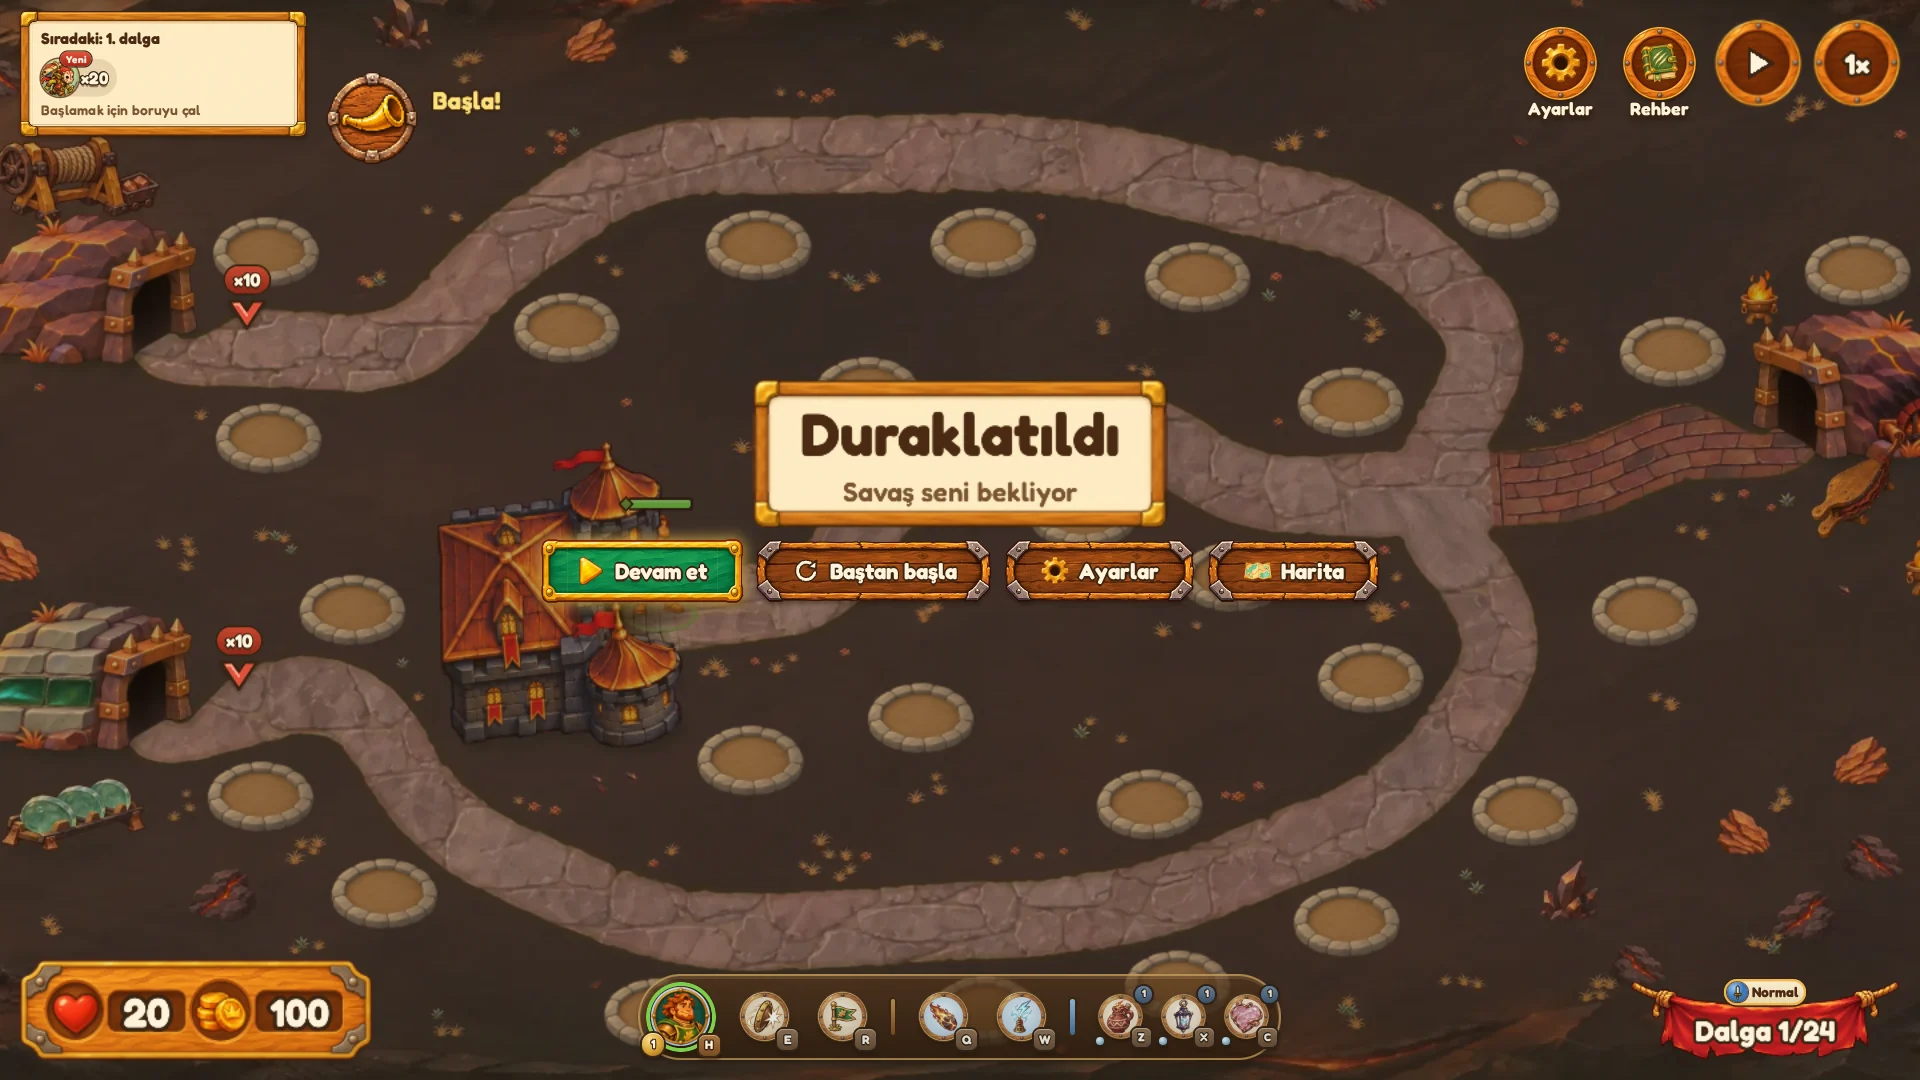 Sıradaki: 1. dalga
Yeni
x20
Başlamak için boruyu çal
Başla!
Ayarlar
Rehber
1x
x10
Duraklatıldı
Savaş seni bekliyor
Devam et
Baştan başla
Ayarlar
Harita
x10
20
100
1
H
E
R
Q
W
1
Z
1
X
1
C
Normal
Dalga 1/24